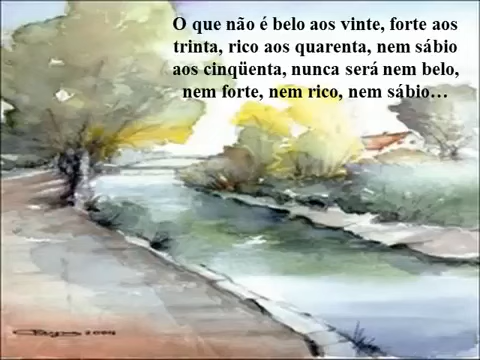 O que não é belo aos vinte, forte aos
trinta, rico aos quarenta, nem sábio
aos cinqüenta, nunca será nem belo,
nem forte, nem rico, nem sábio…
2004